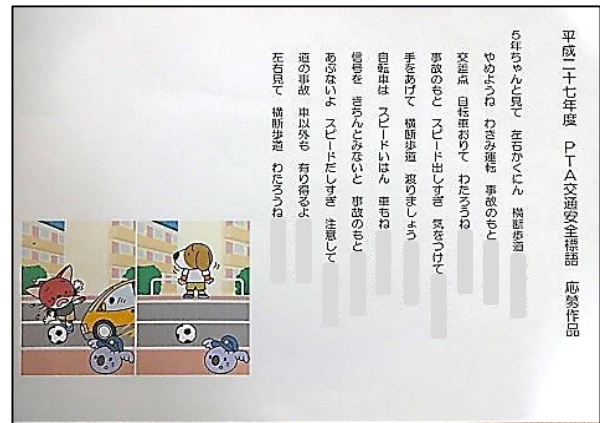 平成二十七年度 PTA交通安全標語 応募作品
5年ちゃんと見て 左右かくにん 横断歩道
やめようね わきみ運転 事故のもと
交差点 自転車おりて わたろうね
事故のもと スピード出しすぎ 気をつけて
手をあげて 横断歩道 渡りましょう
自転車は スピードいはん 車もね
信号を きちんとみないと 事故のもと
あぶないよ スピードだしすぎ 注意して
道の事故 車以外も 有り得るよ
左右見て 横断歩道 わたろうね